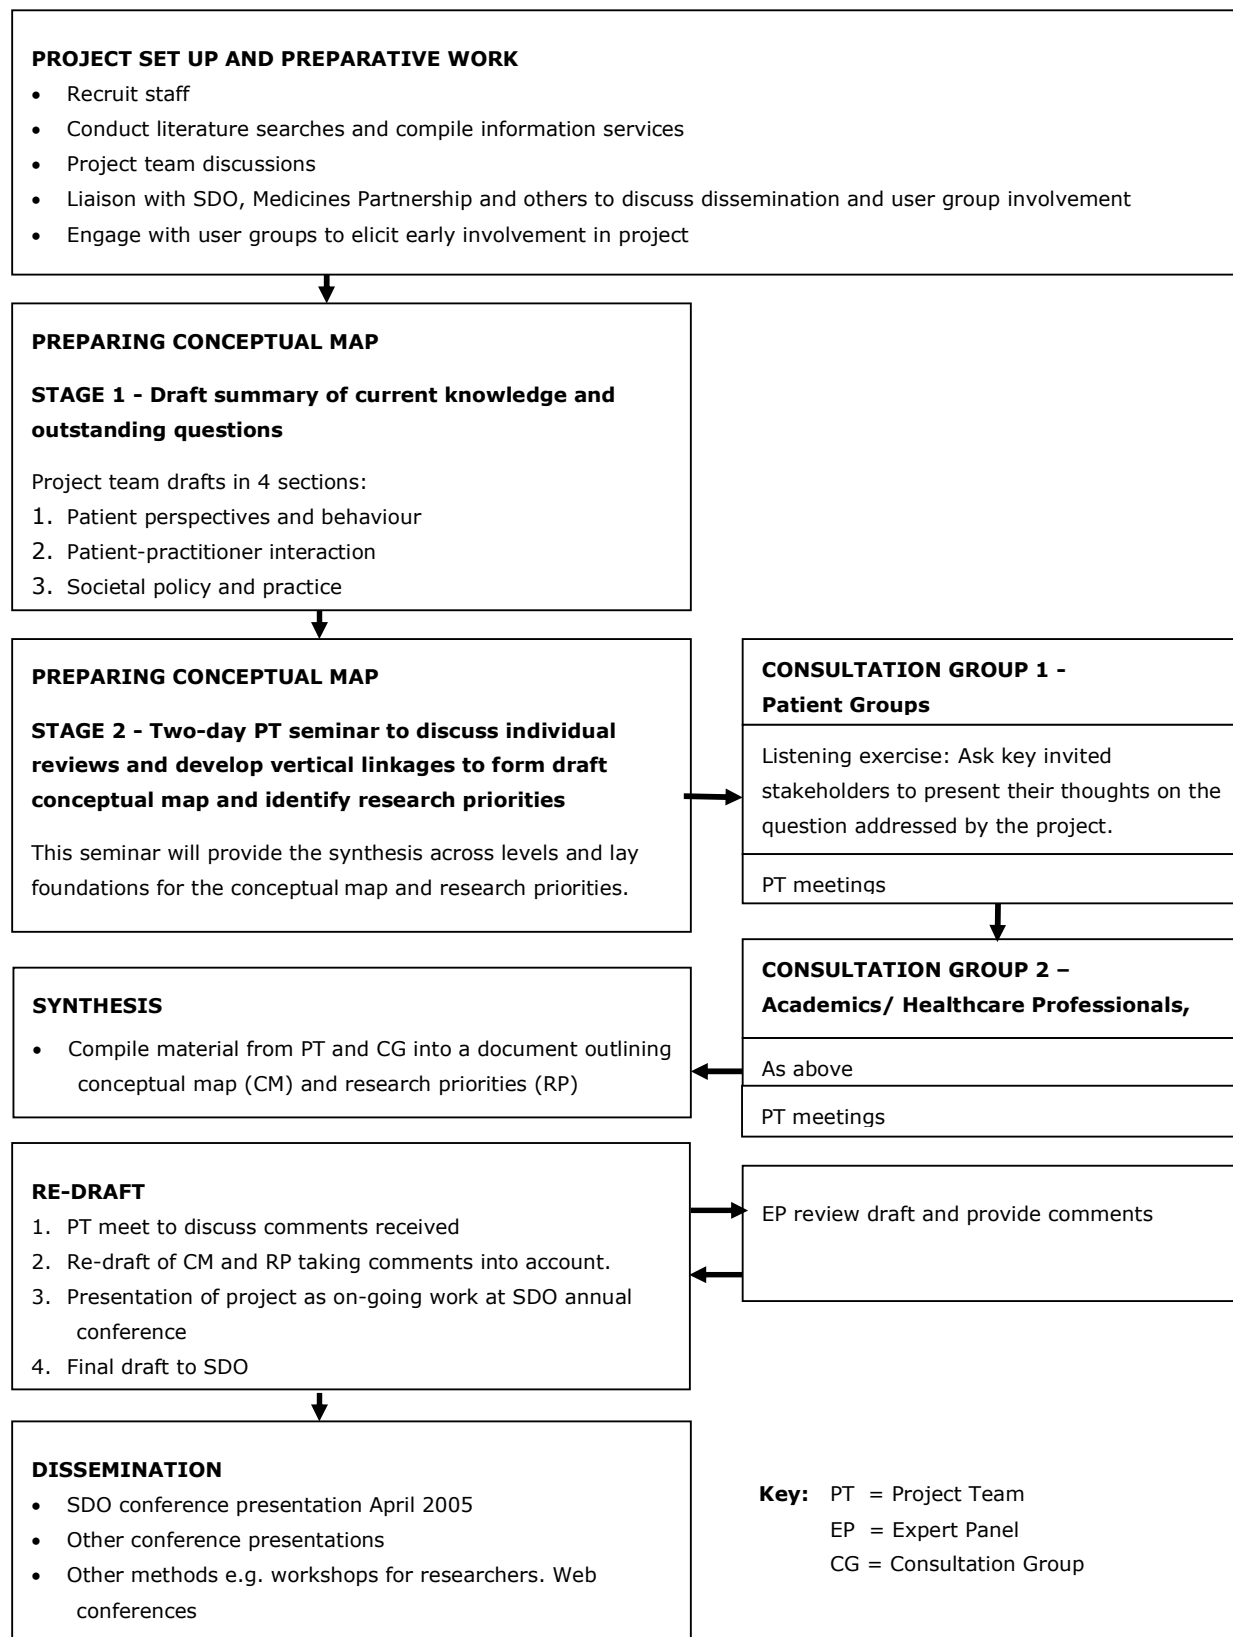 PROJECT SET UP AND PREPARATIVE WORK
• Recruit staff
• Conduct literature searches and compile information services
• Project team discussions
• Liaison with SDO, Medicines Partnership and others to discuss dissemination and user group involvement
• Engage with user groups to elicit early involvement in project
PREPARING CONCEPTUAL MAP
STAGE 1 - Draft summary of current knowledge and
outstanding questions
Project team drafts in 4 sections:
1. Patient perspectives and behaviour
2. Patient-practitioner interaction
3. Societal policy and practice
PREPARING CONCEPTUAL MAP
STAGE 2 - Two-day PT seminar to discuss individual
reviews and develop vertical linkages to form draft
conceptual map and identify research priorities
This seminar will provide the synthesis across levels and lay
foundations for the conceptual map and research priorities.
CONSULTATION GROUP 1 -
Patient Groups
Listening exercise: Ask key invited
stakeholders to present their thoughts on the
question addressed by the project.
PT meetings
CONSULTATION GROUP 2 –
Academics/ Healthcare Professionals,
As above
PT meetings
SYNTHESIS
• Compile material from PT and CG into a document outlining
conceptual map (CM) and research priorities (RP)
RE-DRAFT
1. PT meet to discuss comments received
2. Re-draft of CM and RP taking comments into account.
3. Presentation of project as on-going work at SDO annual
conference
4. Final draft to SDO
EP review draft and provide comments
DISSEMINATION
• SDO conference presentation April 2005
• Other conference presentations
• Other methods e.g. workshops for researchers. Web
conferences
Key: PT = Project Team
EP = Expert Panel
CG = Consultation Group